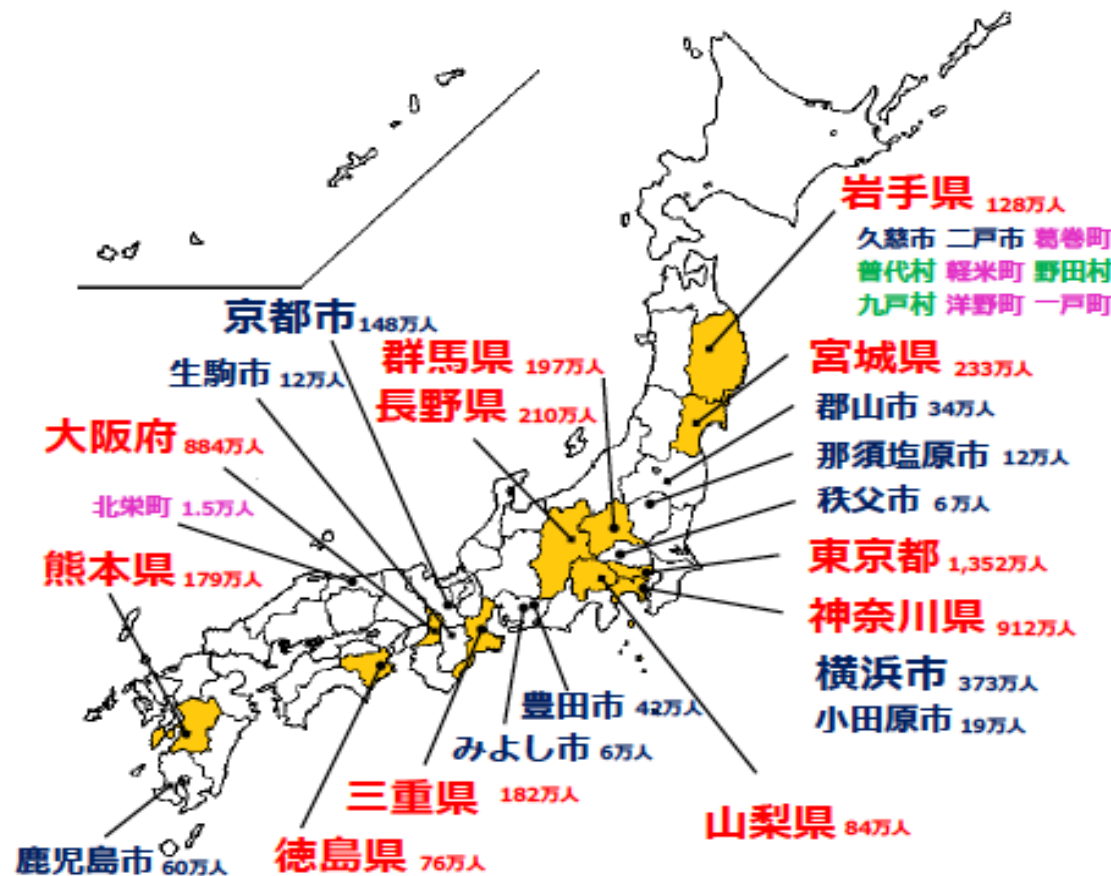 岩手県 128万人
久慈市 二戸市 葛巻町
普代村 軽米町 野田村
九戸村 洋野町 一戸町
京都市 148万人
生駒市 12万人
大阪府 884万人
北栄町 1.5万人
熊本県 179万人
群馬県 197万人
長野県 210万人
宮城県 233万人
郡山市 34万人
那須塩原市 12万人
秩父市 6万人
東京都 1,352万人
神奈川県 912万人
横浜市 373万人
小田原市 19万人
豊田市 42万人
みよし市 6万人
三重県 182万人
山梨県 84万人
徳島県 76万人
鹿児島市 60万人